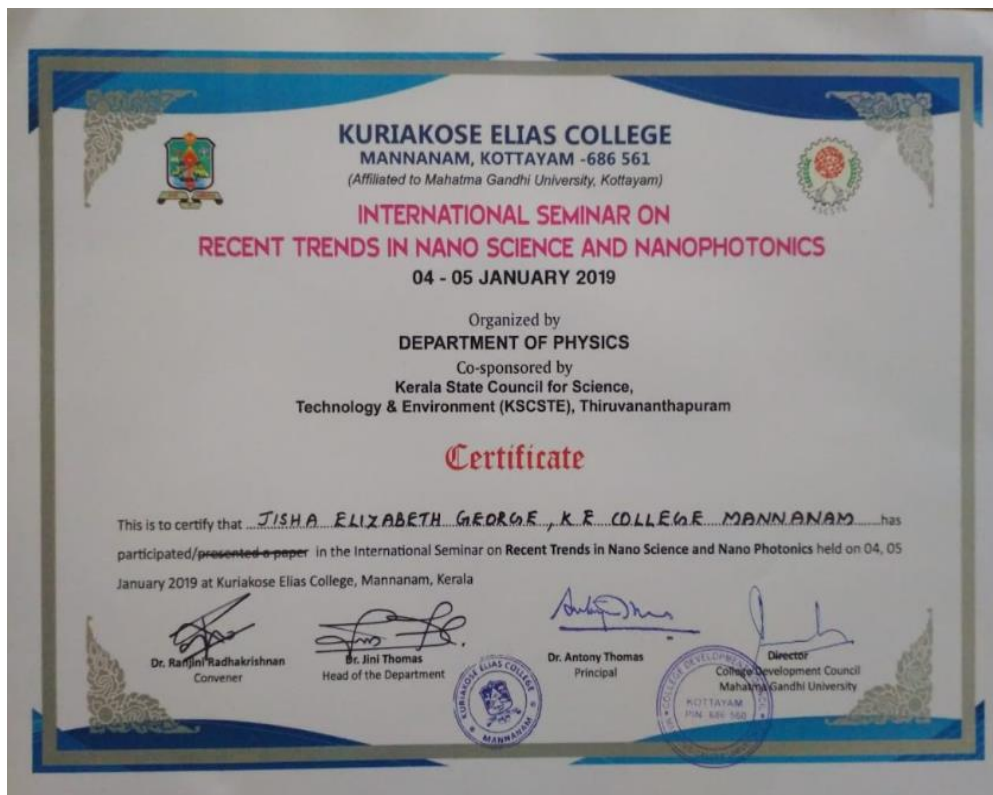 KURIAKOSE ELIAS COLLEGE
MANNANAM, KOTTAYAM -686 561
(Affiliated to Mahatma Gandhi University, Kottayam)
KSCSTE
INTERNATIONAL SEMINAR ON
RECENT TRENDS IN NANO SCIENCE AND NANOPHOTONICS
04 - 05 JANUARY 2019
Organized by
DEPARTMENT OF PHYSICS
Co-sponsored by
Kerala State Council for Science,
Technology & Environment (KSCSTE), Thiruvananthapuram
Certificate
This is to certify that JISHA ELIZABETH GEORGE, K E COLLEGE MANNANAM has
participated/presented a paper in the International Seminar on Recent Trends in Nano Science and Nano Photonics held on 04, 05
January 2019 at Kuriakose Elias College, Mannanam, Kerala
Dr. Ranjini Radhakrishnan
Convener
Dr. Jini Thomas
Head of the Department
KURIAKOSE ELIAS COLLEGE
MANNANAM
Dr. Antony Thomas
Principal
Director
College Development Council
Mahatma Gandhi University
COLLEGE DEVELOPMENT
KOTTAYAM
PIN- 686 560